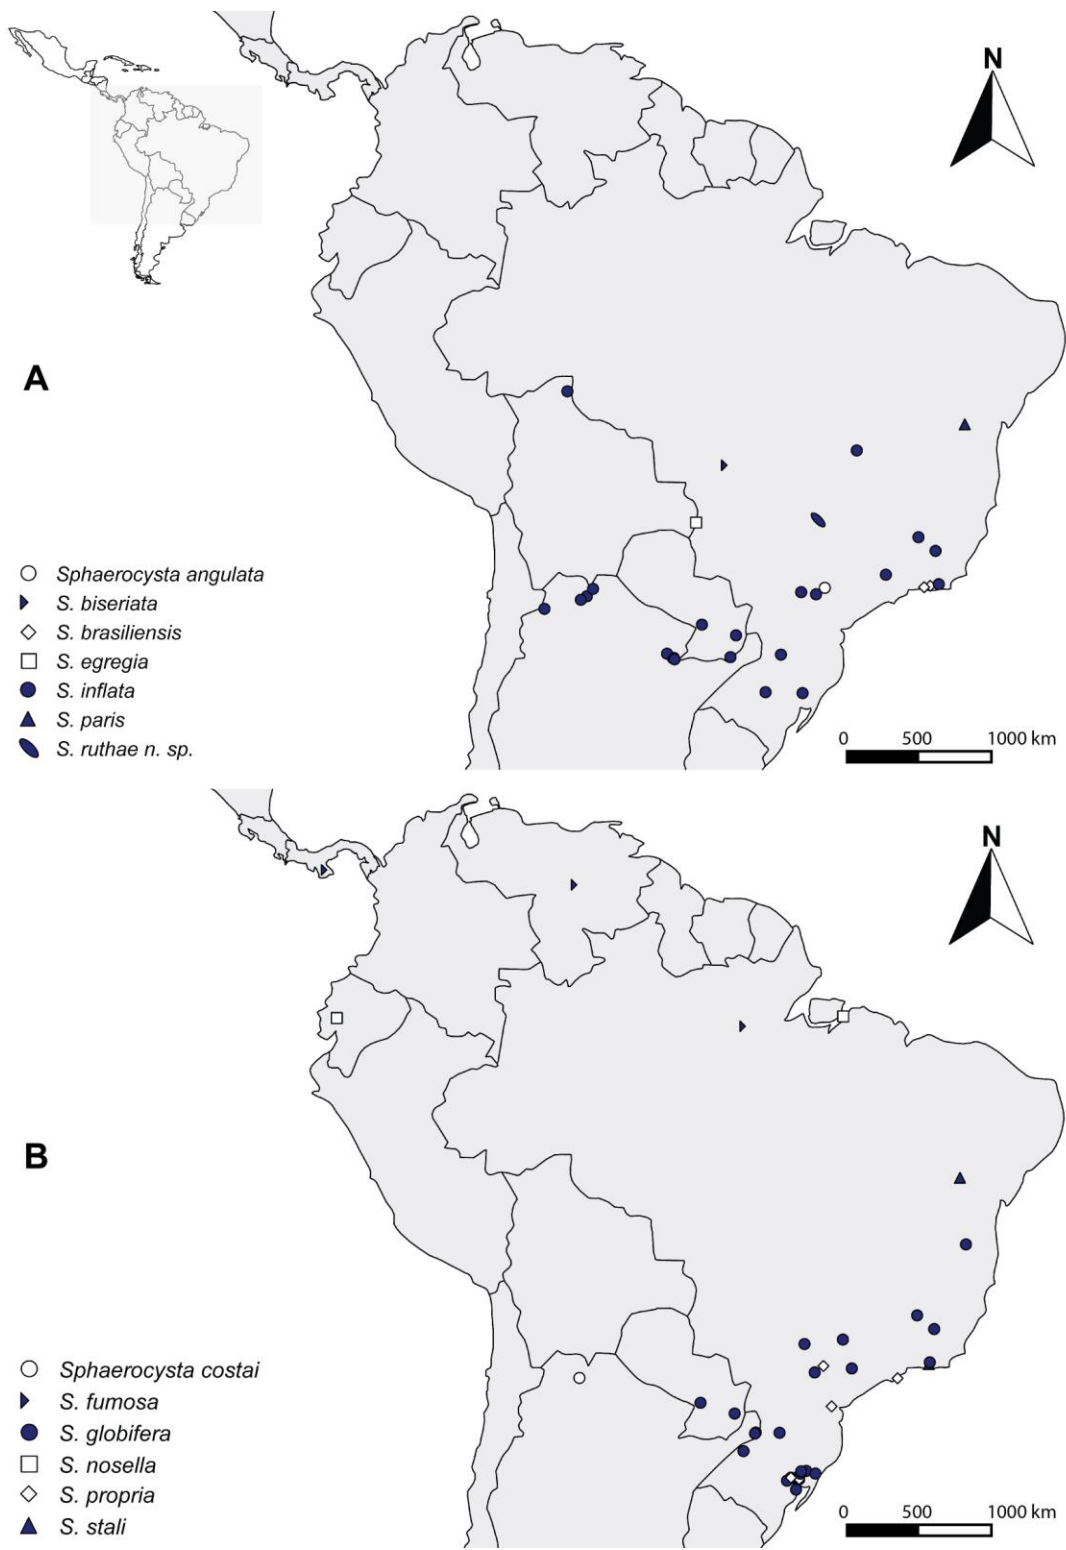 N
A
Sphaerocysta angulata
S. biseriata
S. brasiliensis
S. egregia
S. inflata
S. paris
S. ruthae n. sp.
0 500 1000 km
N
B
Sphaerocysta costai
S. fumosa
S. globifera
S. nosella
S. propria
S. stali
0 500 1000 km